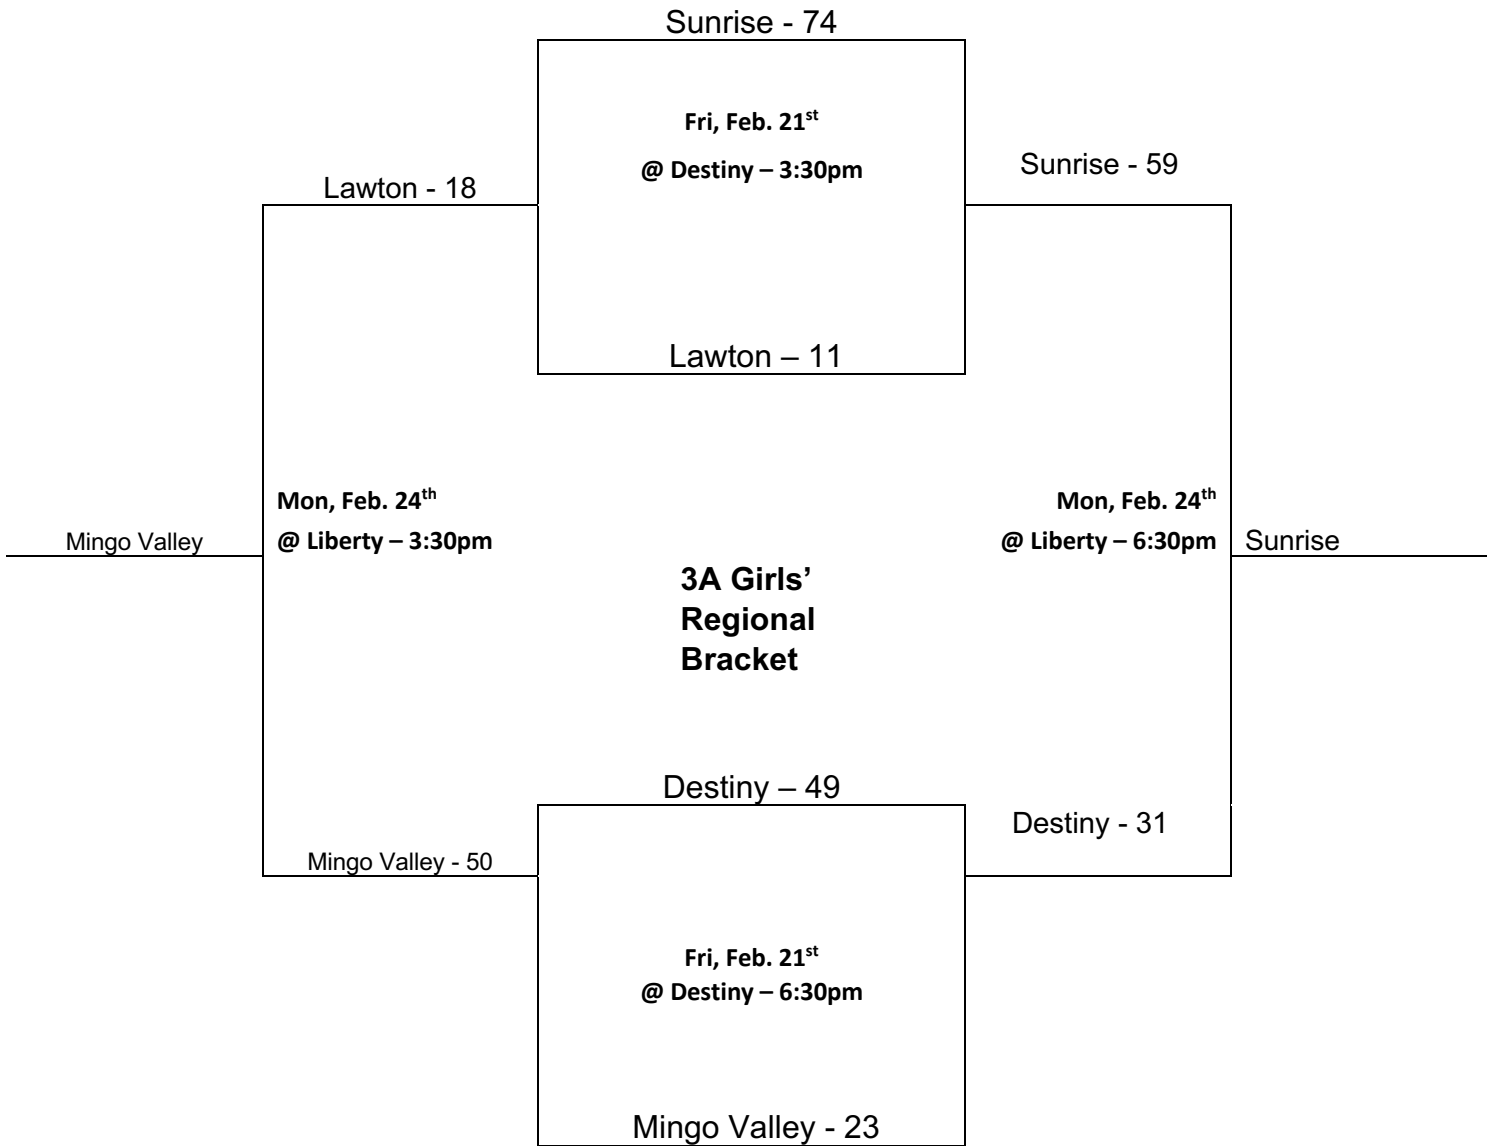 Sunrise - 74
Fri, Feb. 21st
@ Destiny – 3:30pm
Sunrise - 59
Lawton - 18
Lawton – 11
Mon, Feb. 24th
@ Liberty – 3:30pm
Mingo Valley
Mon, Feb. 24th
@ Liberty – 6:30pm
Sunrise
3A Girls’
Regional
Bracket
Destiny – 49
Destiny - 31
Mingo Valley - 50
Fri, Feb. 21st
@ Destiny – 6:30pm
Mingo Valley - 23